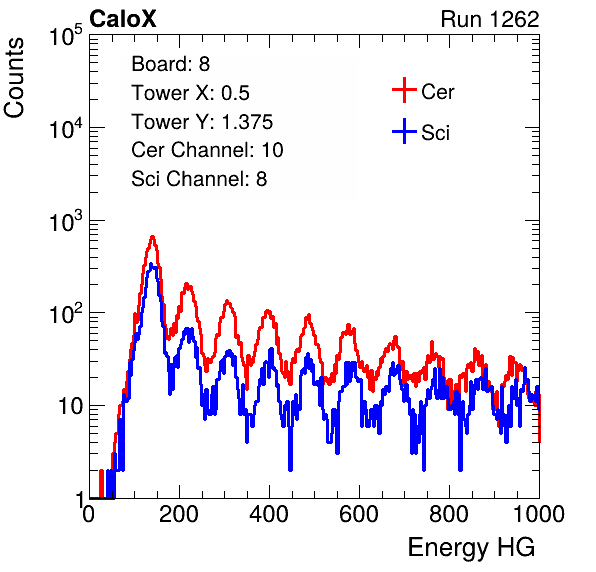 CaloX Run 1262
Board: 8
Tower X: 0.5
Tower Y: 1.375
Cer Channel: 10
Sci Channel: 8
Cer
Sci
Counts
10^5
10^4
10^3
10^2
10
1
0 200 400 600 800 1000
Energy HG